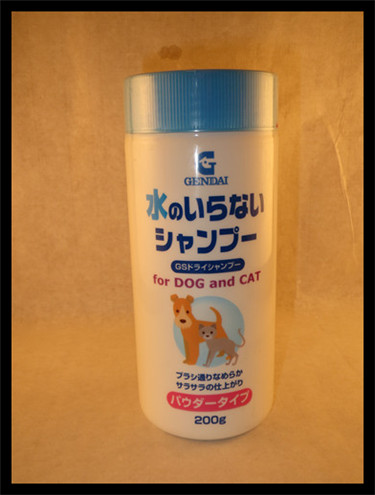 G
GENDAI
水のいらない
シャンプー
GSドライシャンプー
for DOG and CAT
ブラシ通りなめらか
サラサラの仕上がり
パウダータイプ
200g